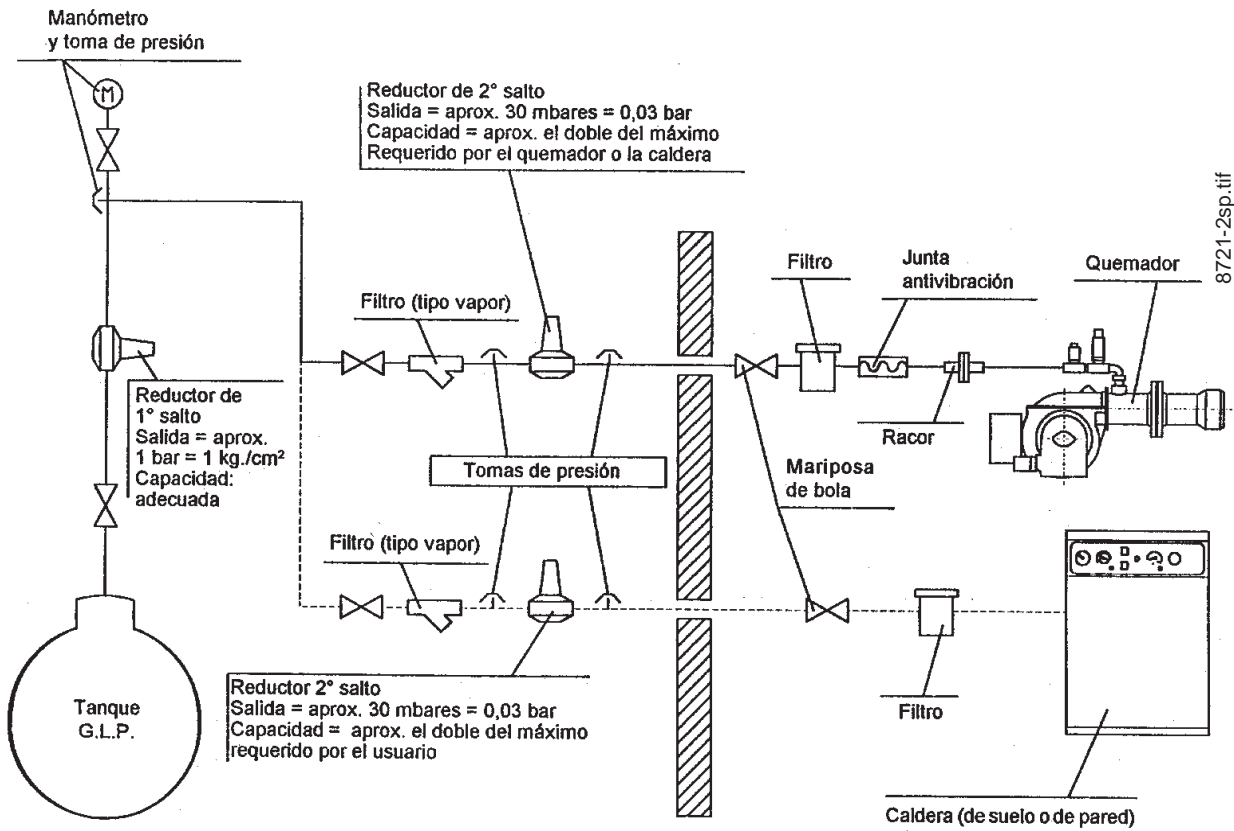 Manómetro
y toma de presión
M
Reductor de 2° salto
Salida = aprox. 30 mbares = 0,03 bar
Capacidad = aprox. el doble del máximo
Requerido por el quemador o la caldera
8721-2sp.tif
Filtro
Junta
antivibración
Quemador
Filtro (tipo vapor)
Reductor de
1° salto
Salida = aprox.
1 bar = 1 kg./cm²
Capacidad:
adecuada
Racor
Tomas de presión
Mariposa
de bola
Filtro (tipo vapor)
Tanque
G.L.P.
Reductor 2° salto
Salida = aprox. 30 mbares = 0,03 bar
Capacidad = aprox. el doble del máximo
requerido por el usuario
Filtro
Caldera (de suelo o de pared)